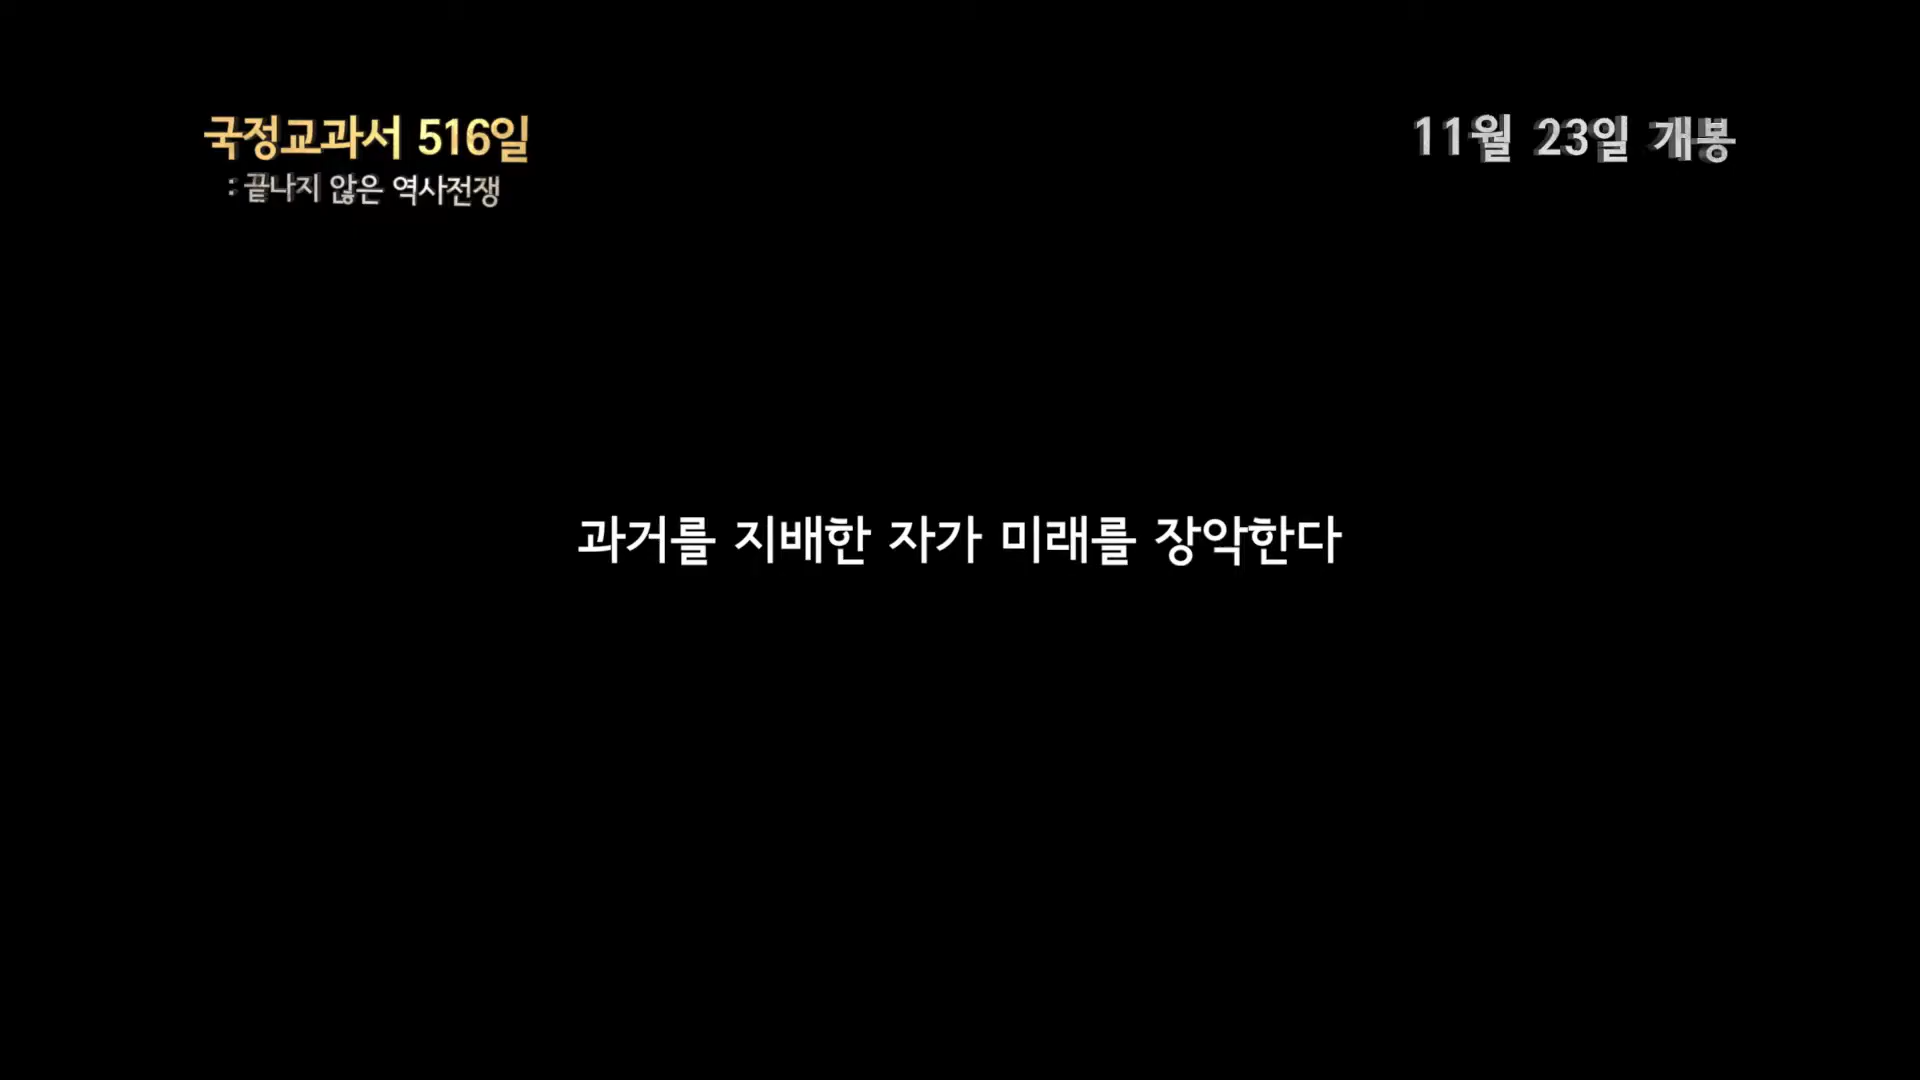 국정교과서 516일
: 끝나지 않은 역사전쟁
11월 23일 개봉
과거를 지배한 자가 미래를 장악한다